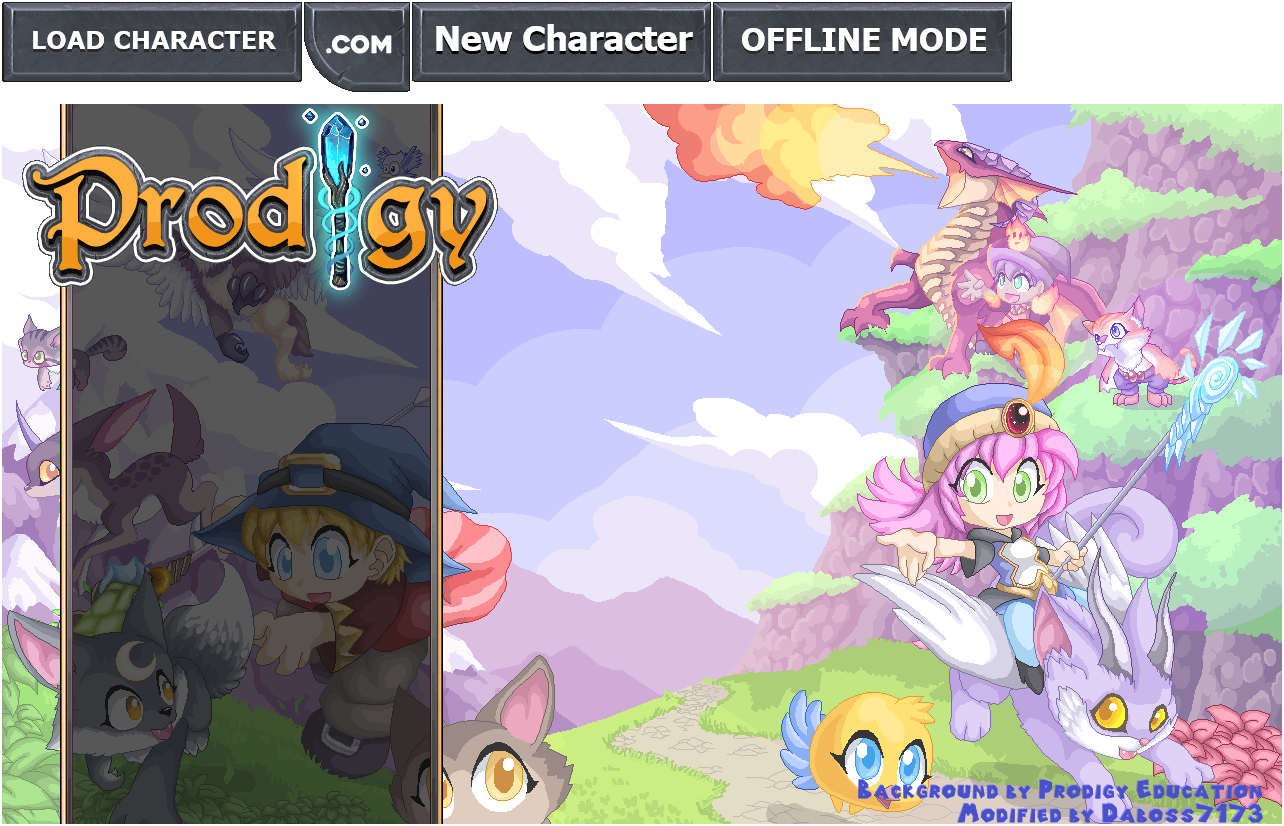 LOAD CHARACTER
.COM
New Character
OFFLINE MODE
Prodigy
Background by Prodigy Education
Modified by Daboss7173